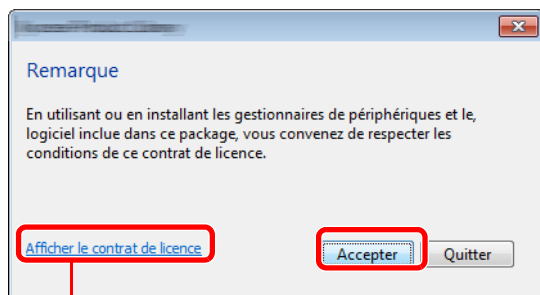 Remarque
En utilisant ou en installant les gestionnaires de périphériques et le,
logiciel inclue dans ce package, vous convenez de respecter les
conditions de ce contrat de licence.
Afficher le contrat de licence
Accepter
Quitter